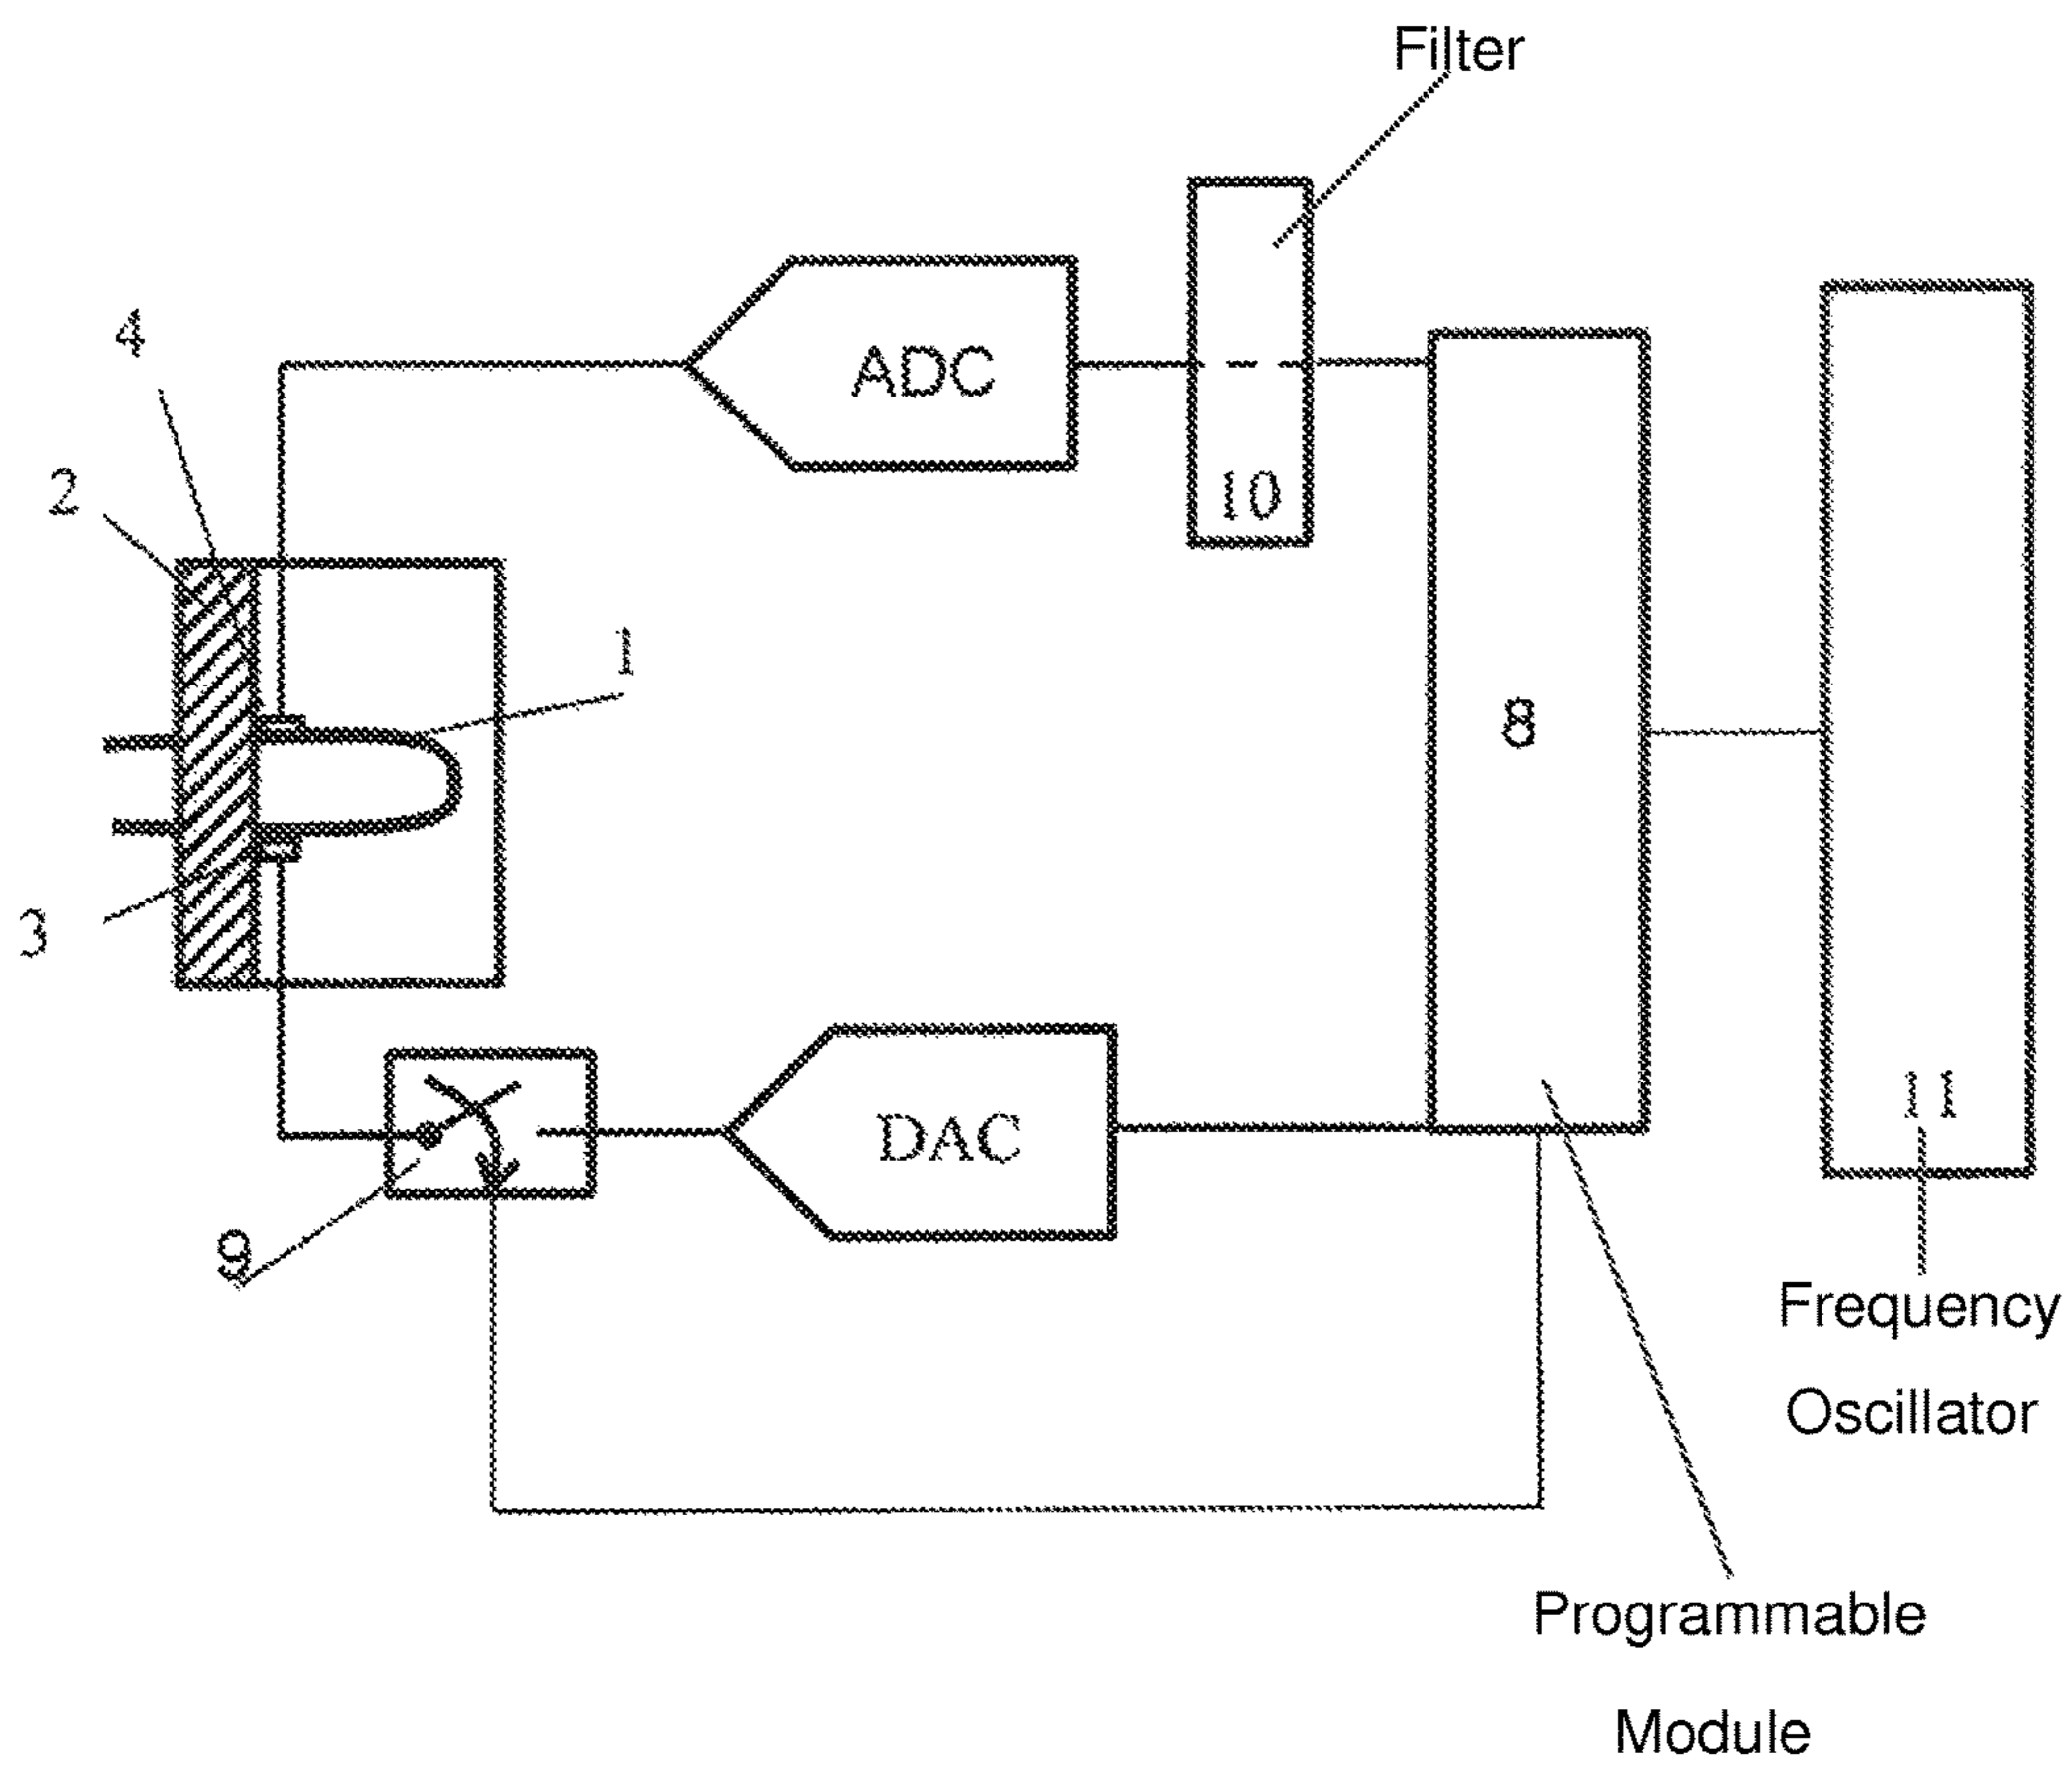 Filter
4
ADC
2
10
1
8
3
11
DAC
9
Frequency
Oscillator
Programmable
Module